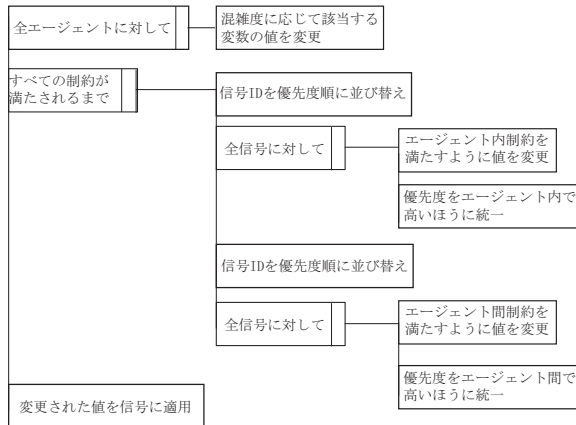 全エージェントに対して
混雑度に応じて該当する
変数の値を変更
すべての制約が
満たされるまで
信号IDを優先度順に並び替え
全信号に対して
エージェント内制約を
満たすように値を変更
優先度をエージェント内で
高いほうに統一
信号IDを優先度順に並び替え
全信号に対して
エージェント間制約を
満たすように値を変更
優先度をエージェント間で
高いほうに統一
変更された値を信号に適用